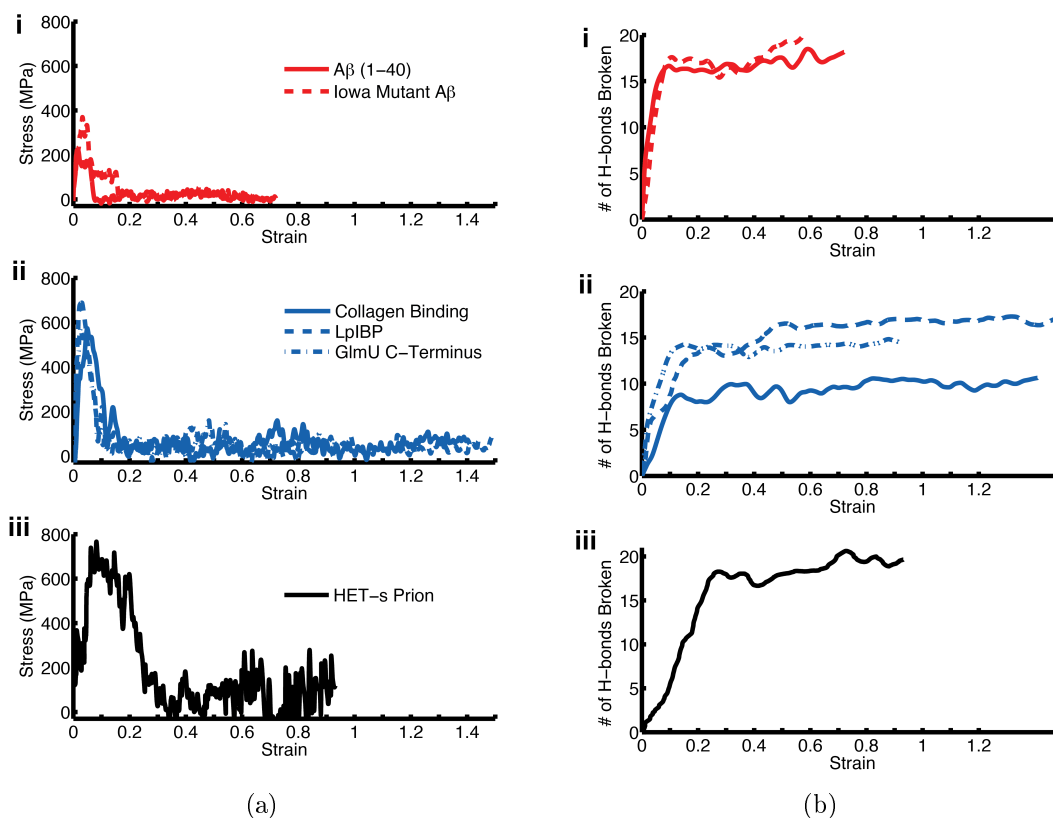 i
800
600
400
200
0
Stress (MPa)
Aβ (1−40)
Iowa Mutant Aβ
0 0.2 0.4 0.6 0.8 1 1.2 1.4
Strain
ii
800
600
400
200
0
Stress (MPa)
Collagen Binding
LpIBP
GlmU C−Terminus
0 0.2 0.4 0.6 0.8 1 1.2 1.4
Strain
iii
800
600
400
200
0
Stress (MPa)
HET−s Prion
0 0.2 0.4 0.6 0.8 1 1.2 1.4
Strain
(a)
i
20
15
10
5
0
# of H−bonds Broken
0 0.2 0.4 0.6 0.8 1 1.2
Strain
ii
20
15
10
5
0
# of H−bonds Broken
0 0.2 0.4 0.6 0.8 1 1.2
Strain
iii
20
15
10
5
0
# of H−bonds Broken
0 0.2 0.4 0.6 0.8 1 1.2
Strain
(b)